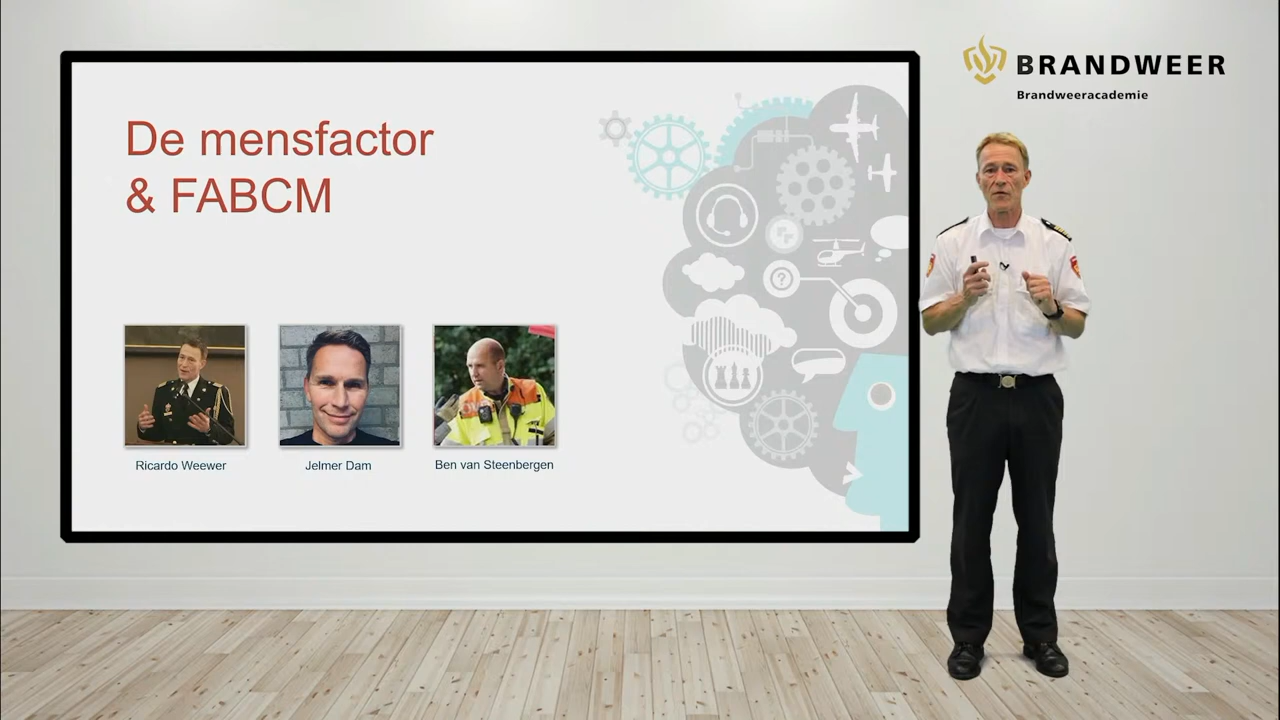 De mensfactor
& FABCM
Ricardo Weewer
Jelmer Dam
Ben van Steenbergen
BRANDWEER
Brandweeracademie
?